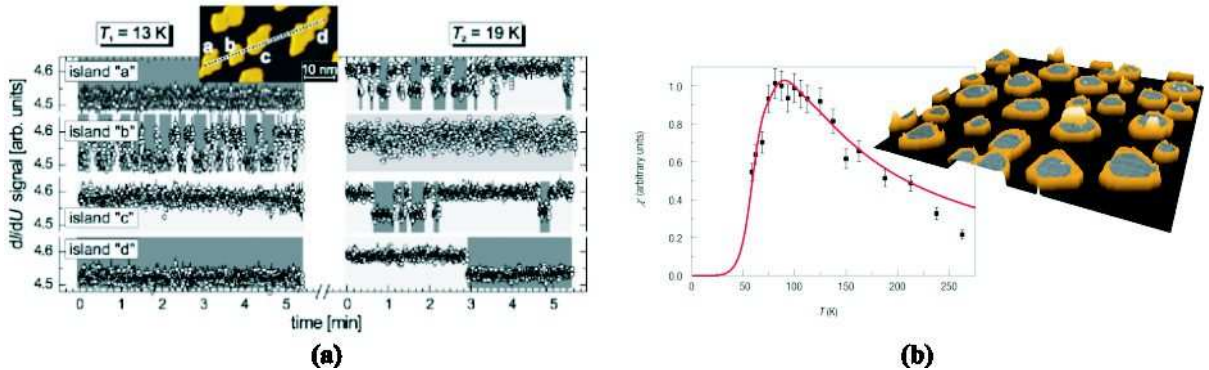 T₁ = 13 K
T₂ = 19 K
a
b
c
d
10 nm
dI/dU signal [arb. units]
4.6
4.5
island "a"
4.6
4.5
island "b"
4.6
4.5
island "c"
4.6
4.5
island "d"
0 1 2 3 4 5
0 1 2 3 4 5
time [min]
(a)
χ' (arbitrary units)
1.0
0.8
0.6
0.4
0.2
0.0
0 50 100 150 200 250
T (K)
(b)